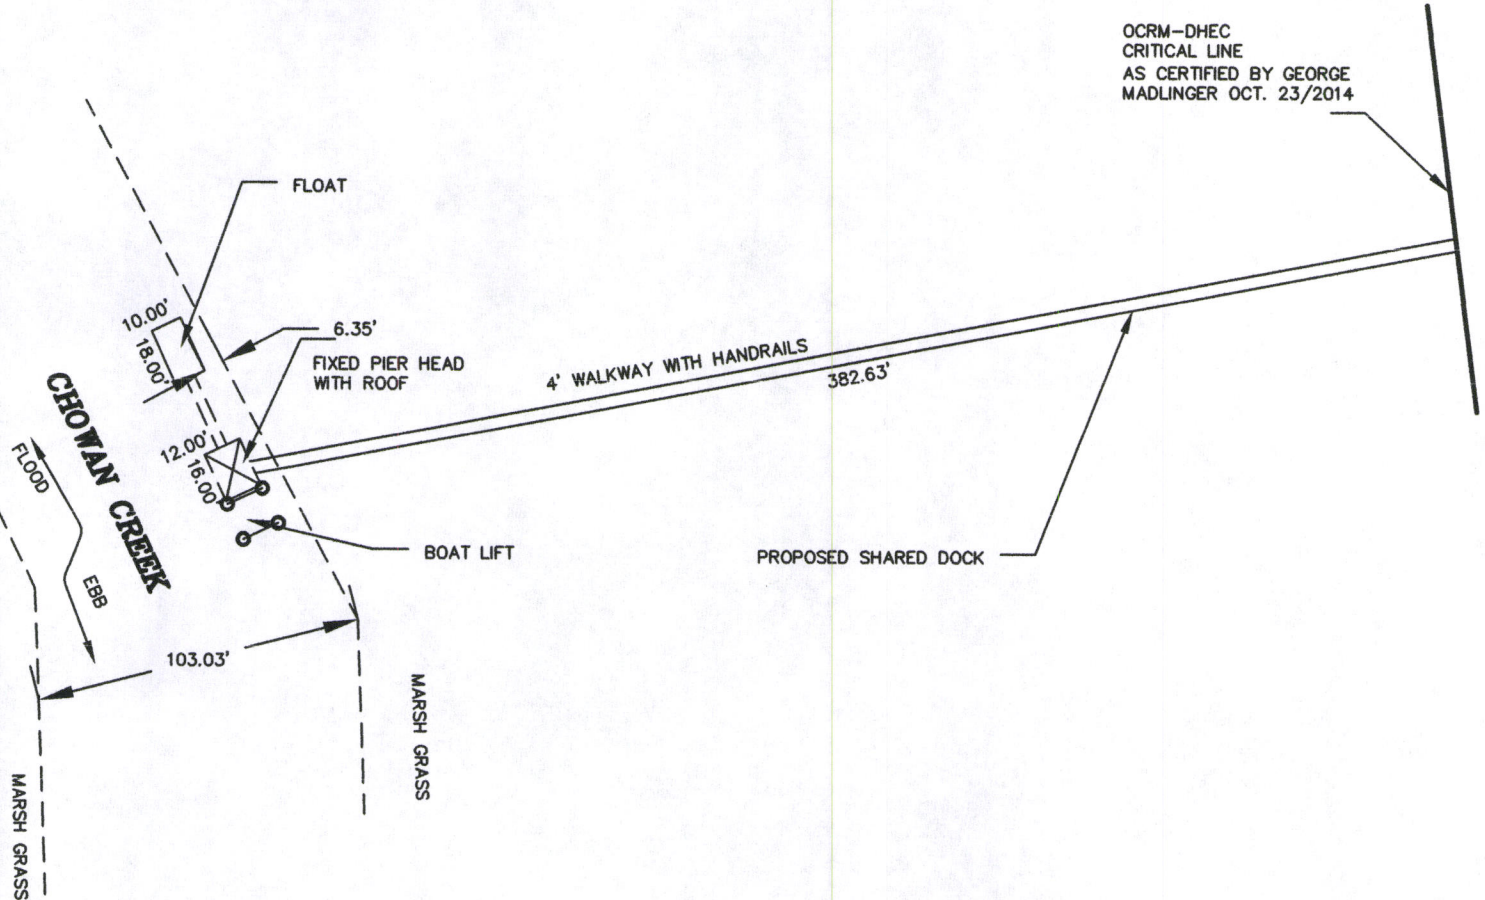 OCRM-DHEC
CRITICAL LINE
AS CERTIFIED BY GEORGE
MADLINGER OCT. 23/2014
FLOAT
10.00'
18.00'
6.35'
FIXED PIER HEAD
WITH ROOF
4' WALKWAY WITH HANDRAILS
382.63'
CHOWAN CREEK
12.00'
16.00'
FLOOD
EBB
BOAT LIFT
PROPOSED SHARED DOCK
103.03'
MARSH GRASS
MARSH GRASS